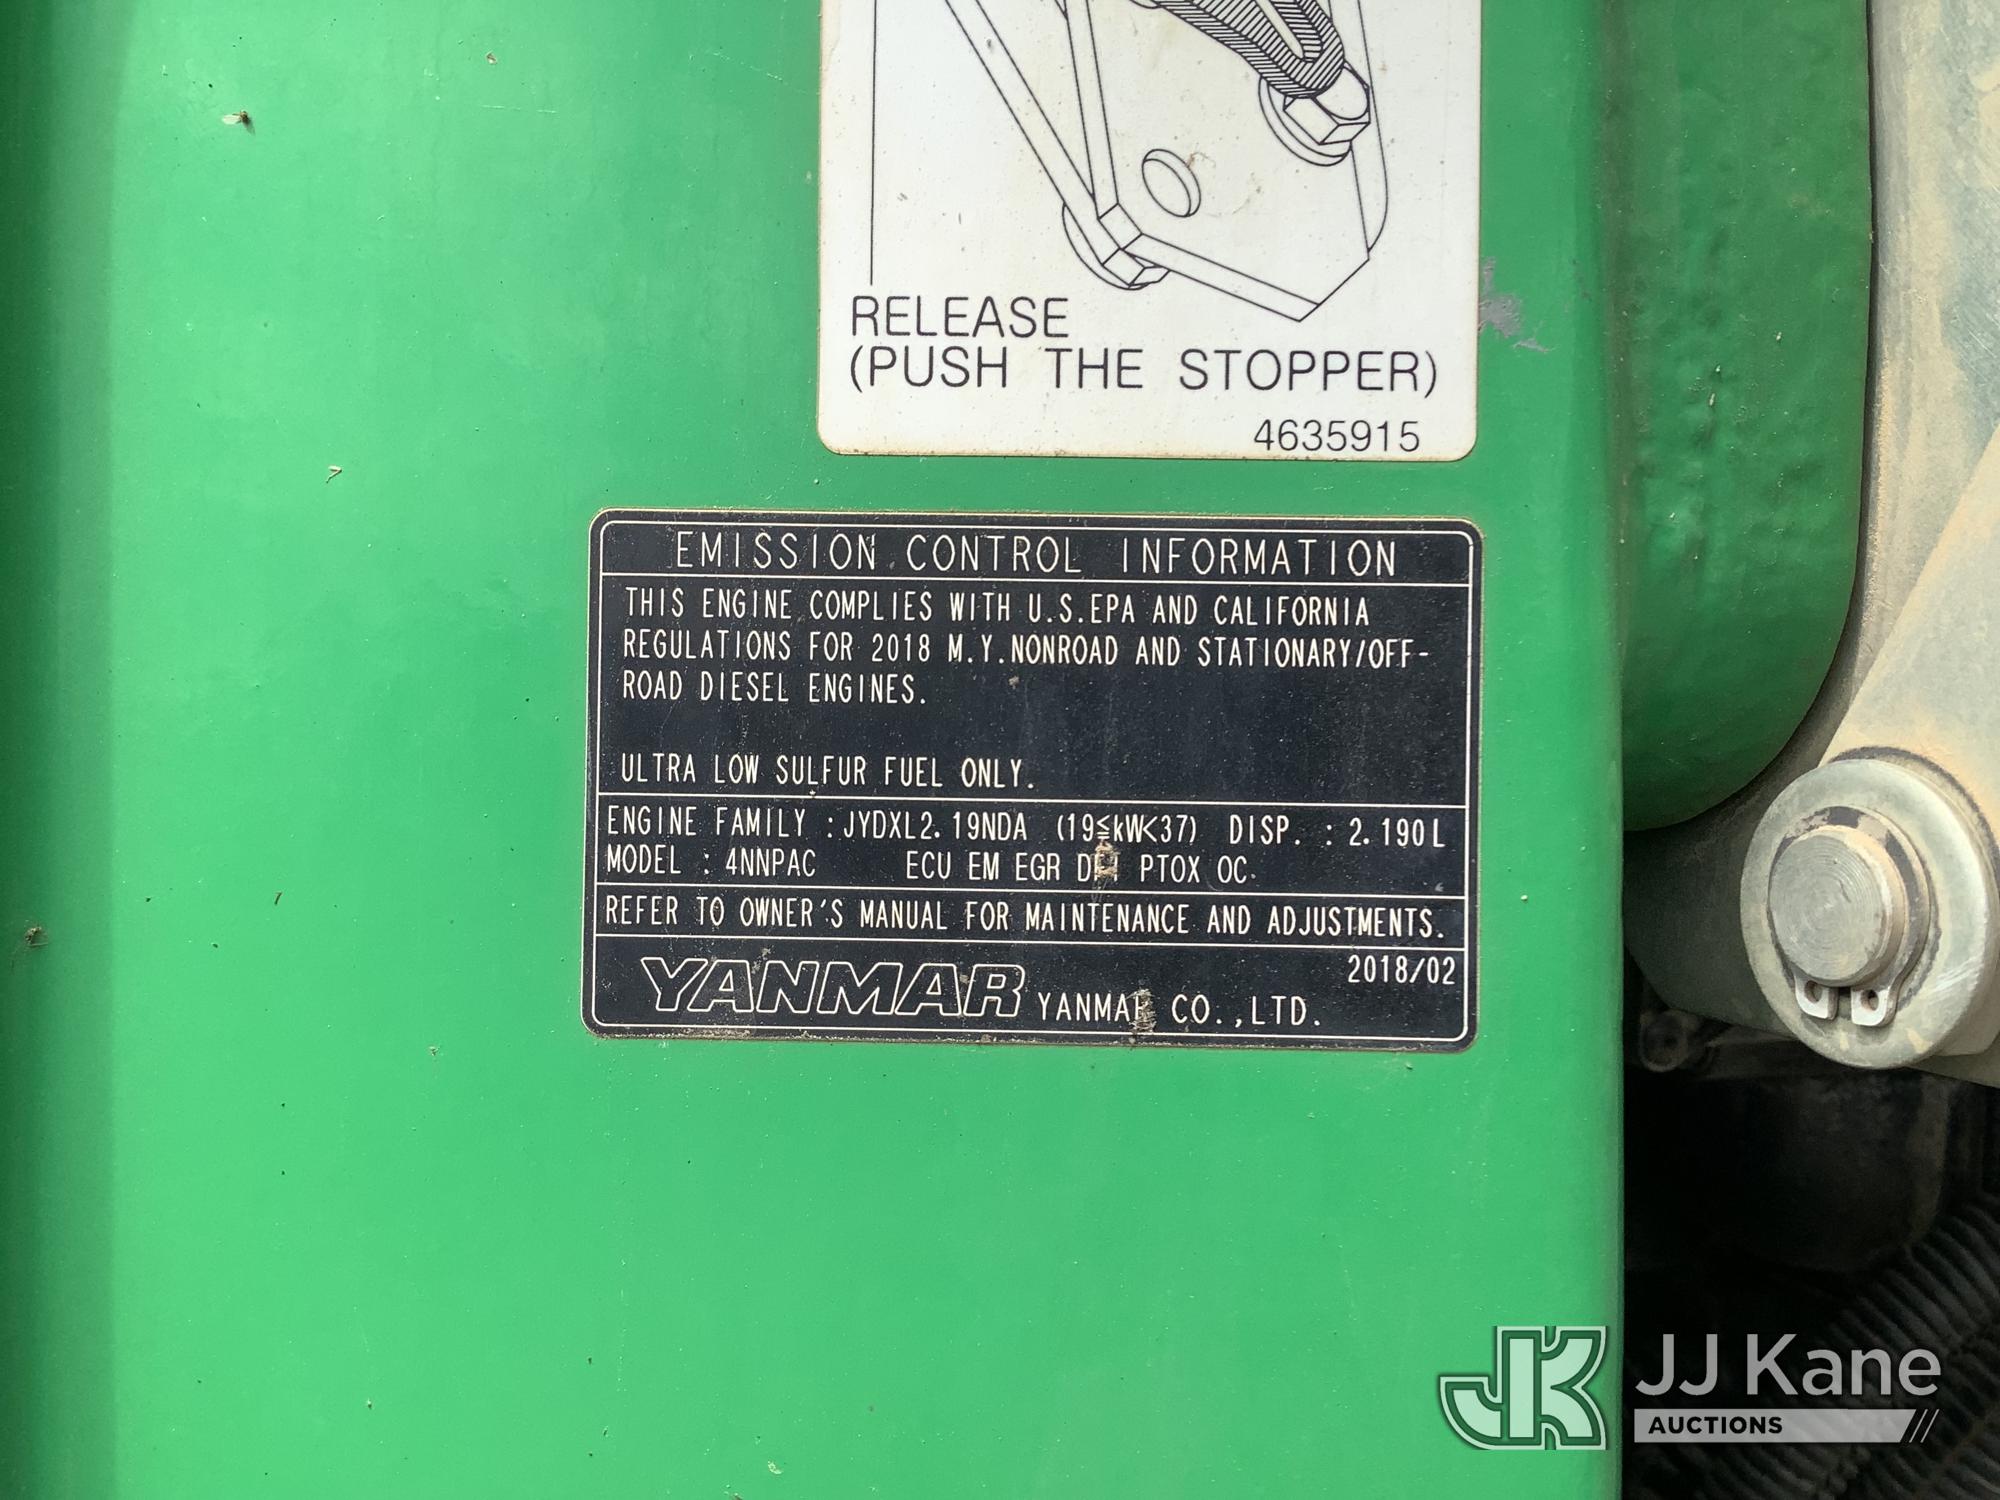 RELEASE
(PUSH THE STOPPER)
4635915
EMISSION CONTROL INFORMATION
THIS ENGINE COMPLIES WITH U.S.EPA AND CALIFORNIA
REGULATIONS FOR 2018 M.Y.NONROAD AND STATIONARY/OFF-
ROAD DIESEL ENGINES.
ULTRA LOW SULFUR FUEL ONLY.
ENGINE FAMILY :JYDXL2.19NDA (19≦kW<37) DISP. : 2.190L
MODEL : 4NNPAC ECU EM EGR PTOX OC
REFER TO OWNER'S MANUAL FOR MAINTENANCE AND ADJUSTMENTS.
2018/02
YANMAR YANMAR CO.,LTD.
JK JJ Kane
AUCTIONS